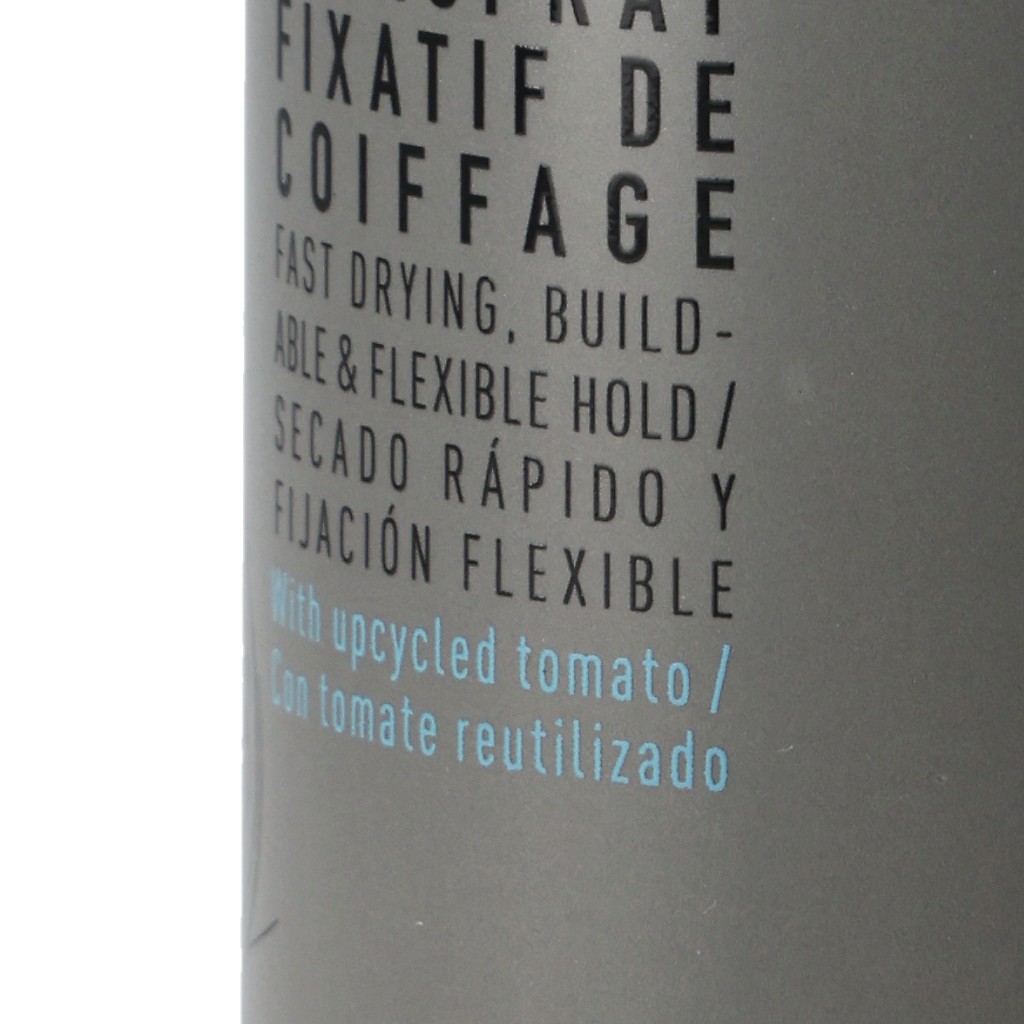 FIXATIF DE
COIFFAGE
FAST DRYING, BUILD-
ABLE & FLEXIBLE HOLD /
SECADO RÁPIDO Y
FIJACIÓN FLEXIBLE
With upcycled tomato /
Con tomate reutilizado